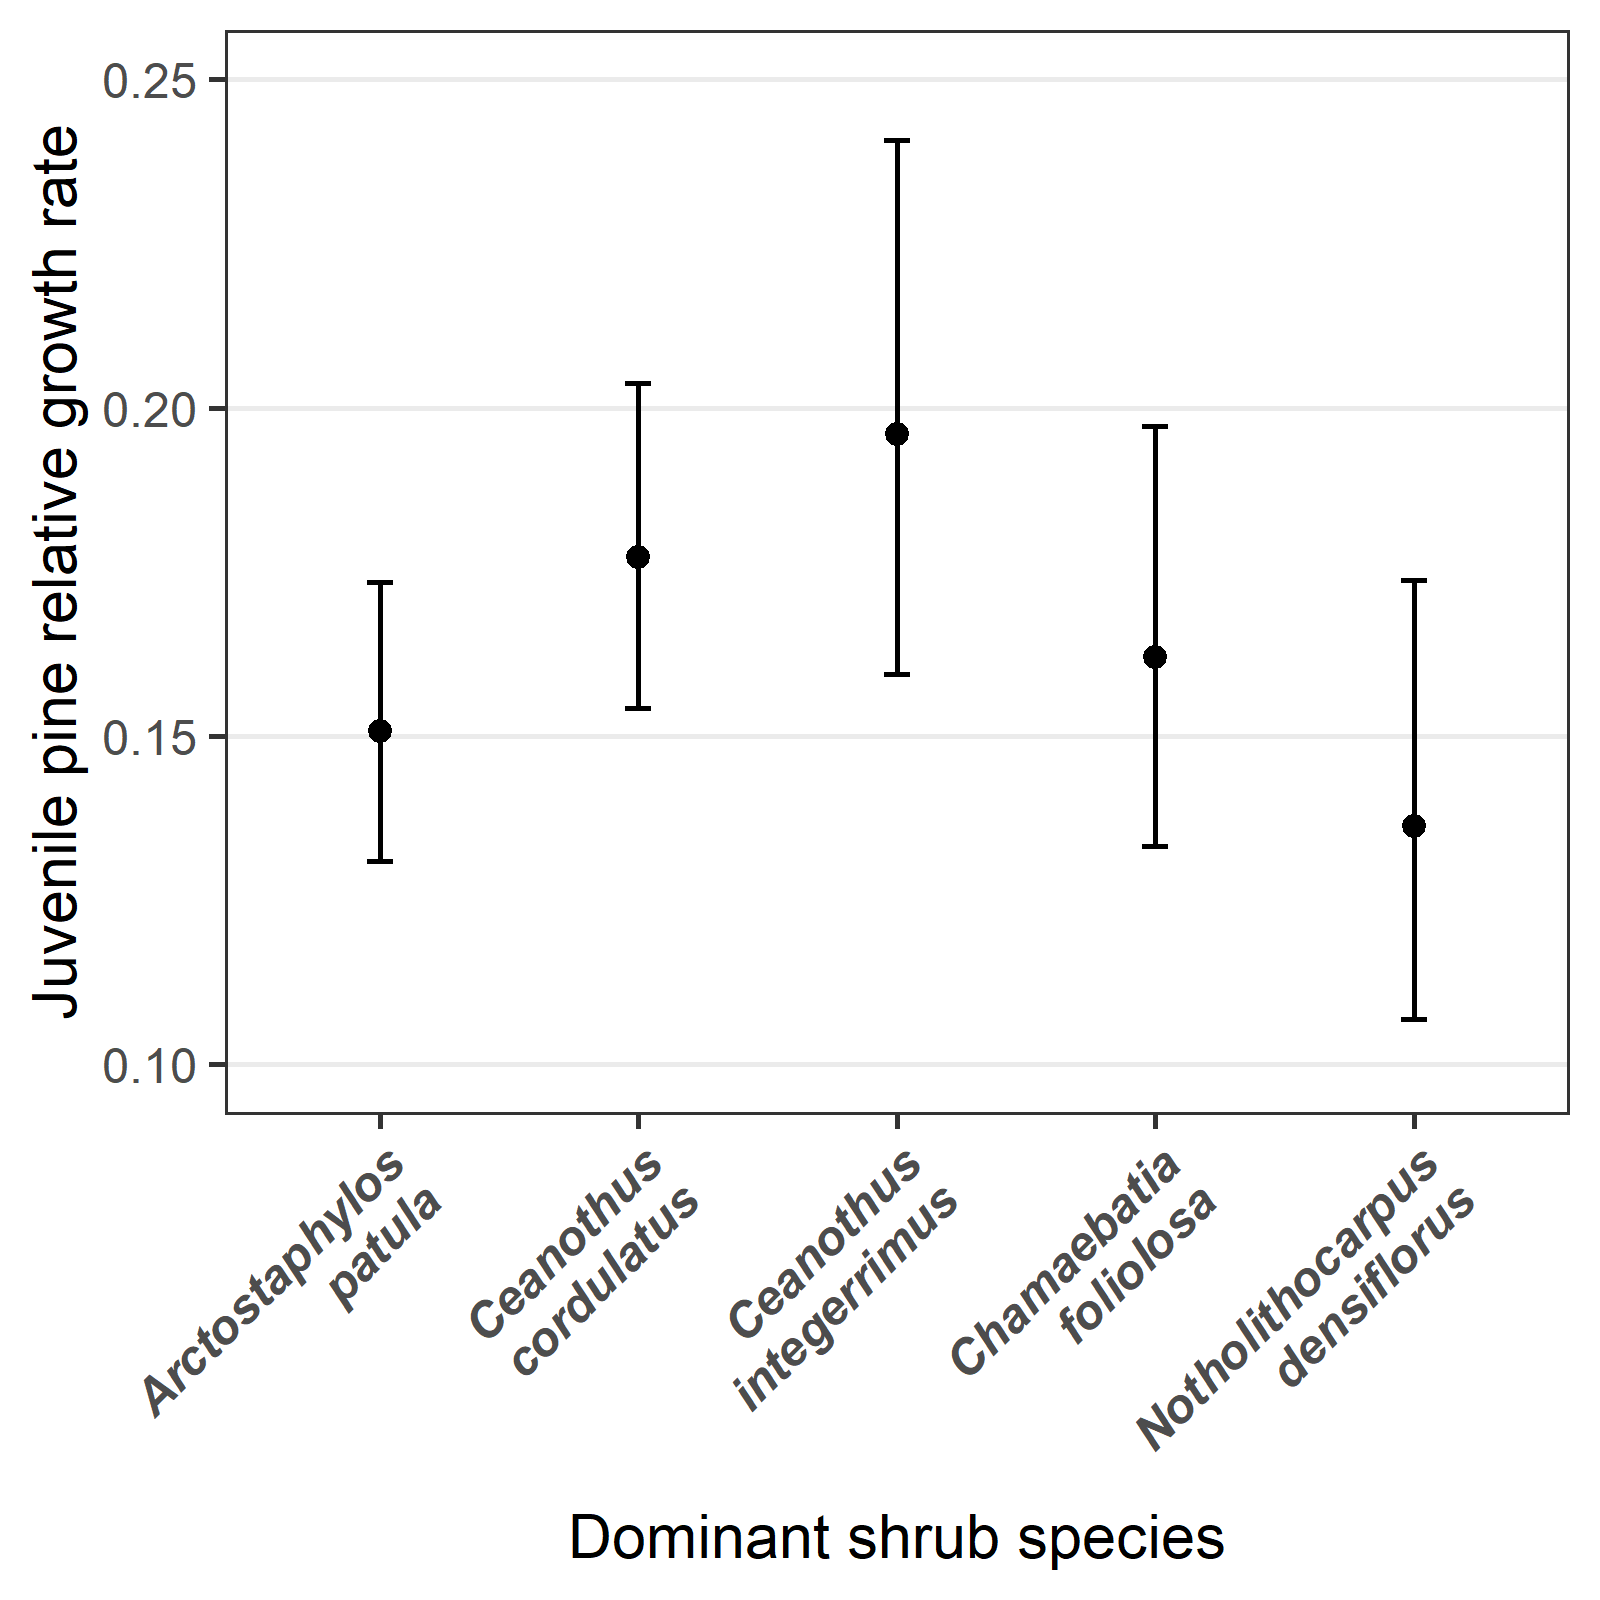 Juvenile pine relative growth rate
0.25
0.20
0.15
0.10
Arctostaphylos
patula
Ceanothus
cordulatus
Ceanothus
integerrimus
Chamaebatia
foliolosa
Notholithocarpus
densiflorus
Dominant shrub species